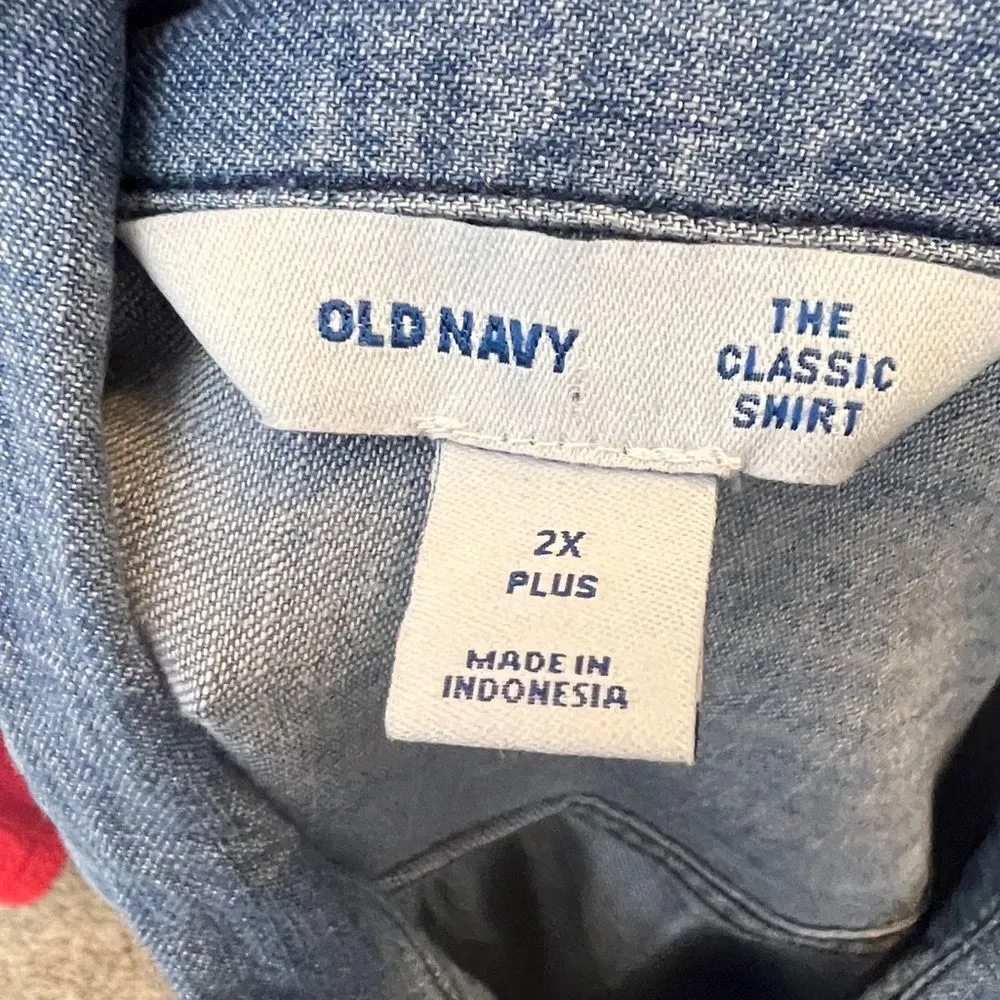 OLD NAVY
THE
CLASSIC
SHIRT
2X
PLUS
MADE IN
INDONESIA